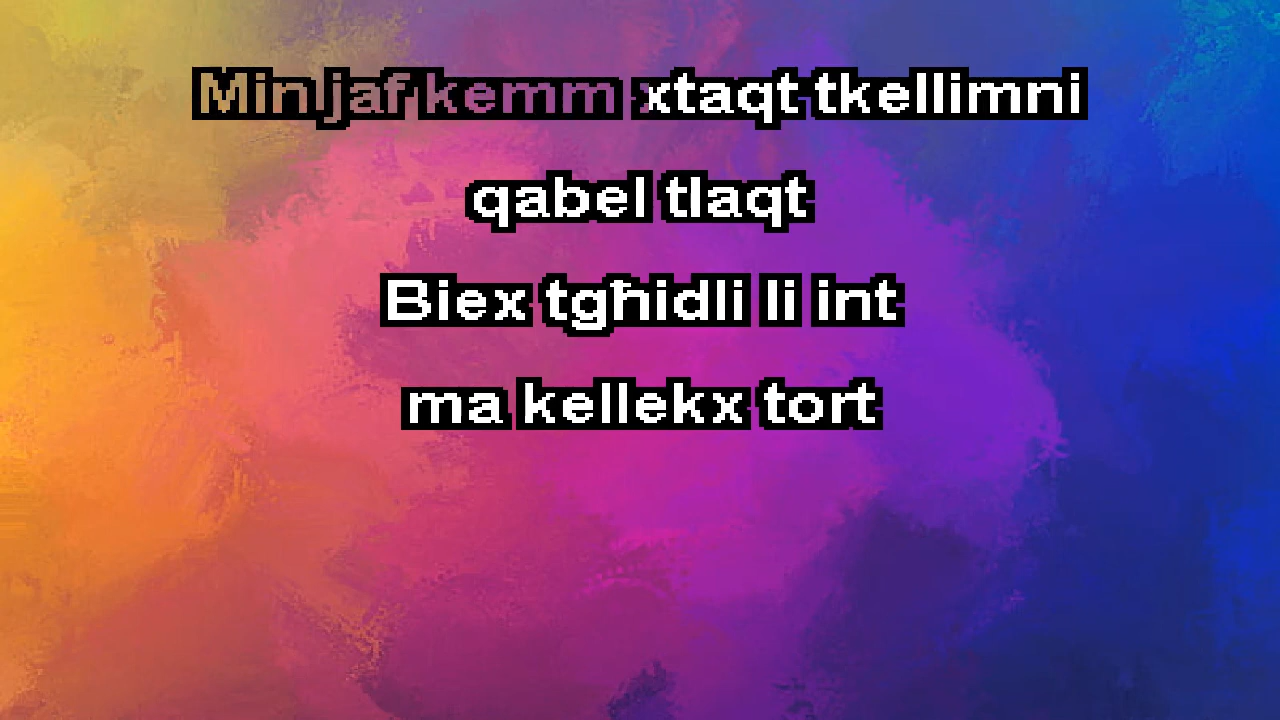 Min jaf kemm xtaqt tkellimni
qabel tlaqt
Biex tgħidli li int
ma kellekx tort